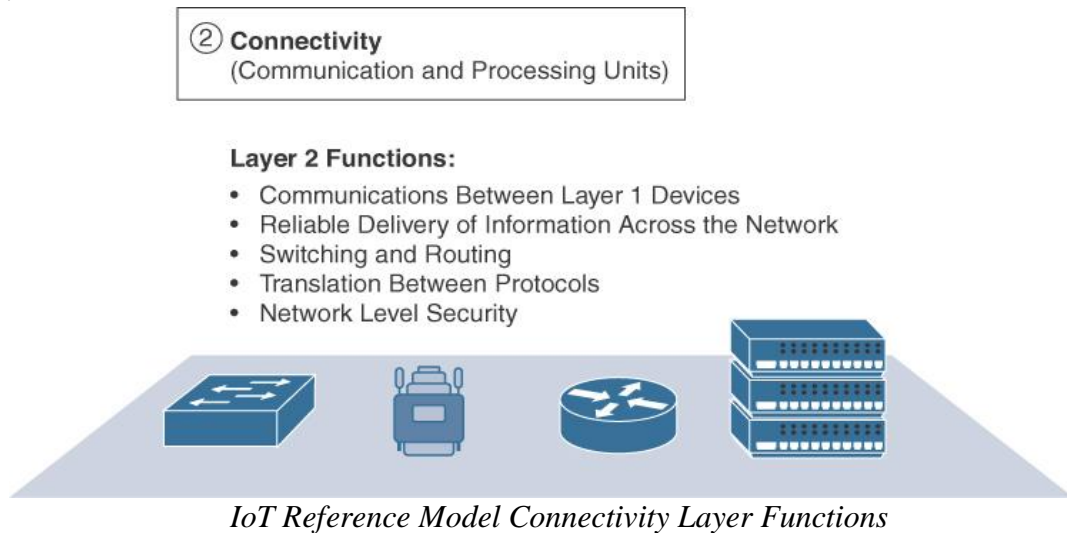 ② Connectivity
(Communication and Processing Units)
Layer 2 Functions:
• Communications Between Layer 1 Devices
• Reliable Delivery of Information Across the Network
• Switching and Routing
• Translation Between Protocols
• Network Level Security
IoT Reference Model Connectivity Layer Functions